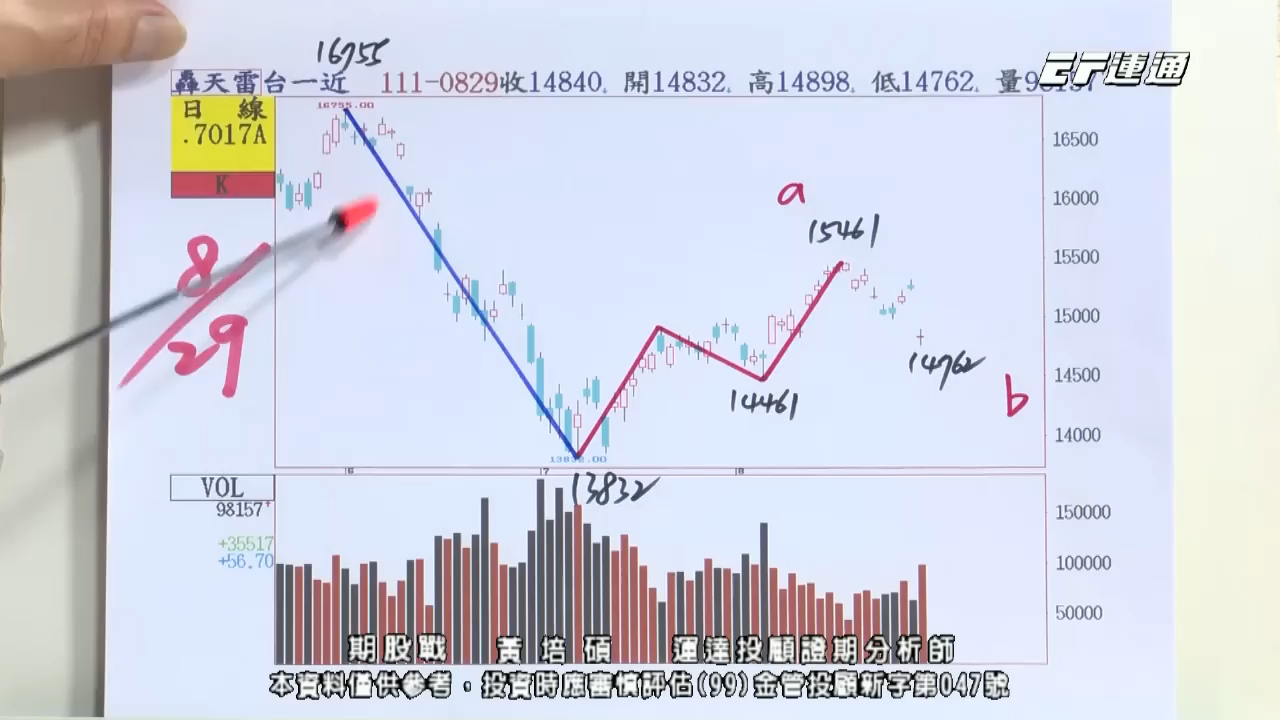 16755
轟天雷台一近 111-0829收14840. 開14832. 高14898. 低14762. 量98157
ET運通
日 線
.7017A
K
16755.00
8/29
a
15461
14762
b
14461
13832.00
16500
16000
15500
15000
14500
14000
6 7 8
13832
VOL
98157
+35517
+56.70
150000
100000
50000
期股戰 黃培碩 運達投顧證期分析師
本資料僅供參考,投資時應審慎評估(99)金管投顧新字第047號